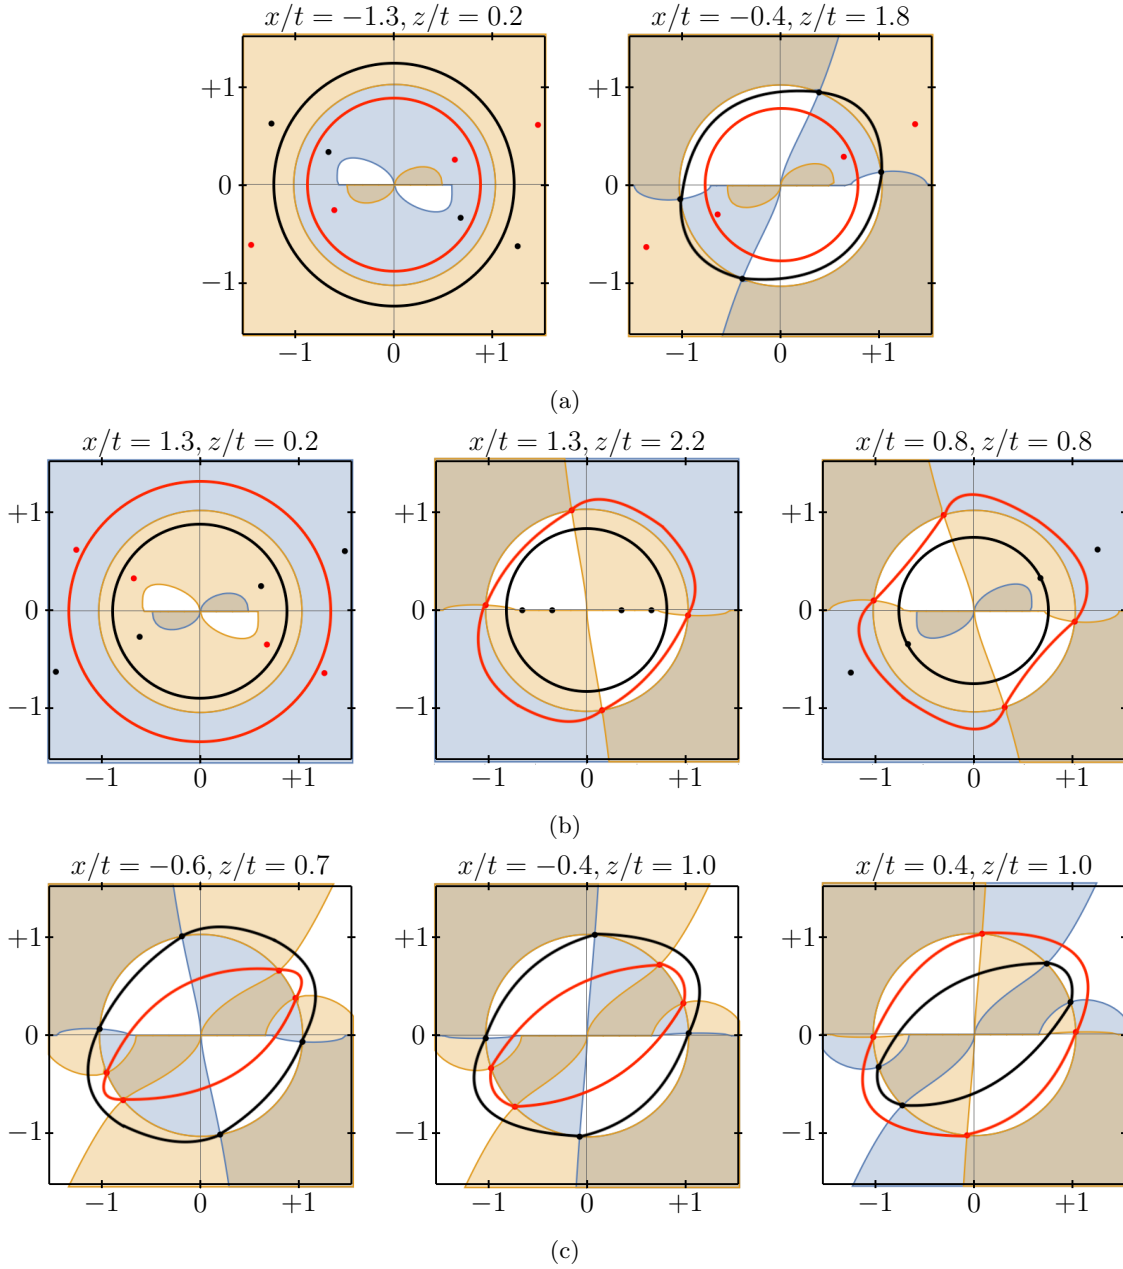 x/t = −1.3, z/t = 0.2
x/t = −0.4, z/t = 1.8
+1
0
−1
−1 0 +1
+1
0
−1
−1 0 +1
(a)
x/t = 1.3, z/t = 0.2
x/t = 1.3, z/t = 2.2
x/t = 0.8, z/t = 0.8
+1
0
−1
−1 0 +1
+1
0
−1
−1 0 +1
+1
0
−1
−1 0 +1
(b)
x/t = −0.6, z/t = 0.7
x/t = −0.4, z/t = 1.0
x/t = 0.4, z/t = 1.0
+1
0
−1
−1 0 +1
+1
0
−1
−1 0 +1
+1
0
−1
−1 0 +1
(c)